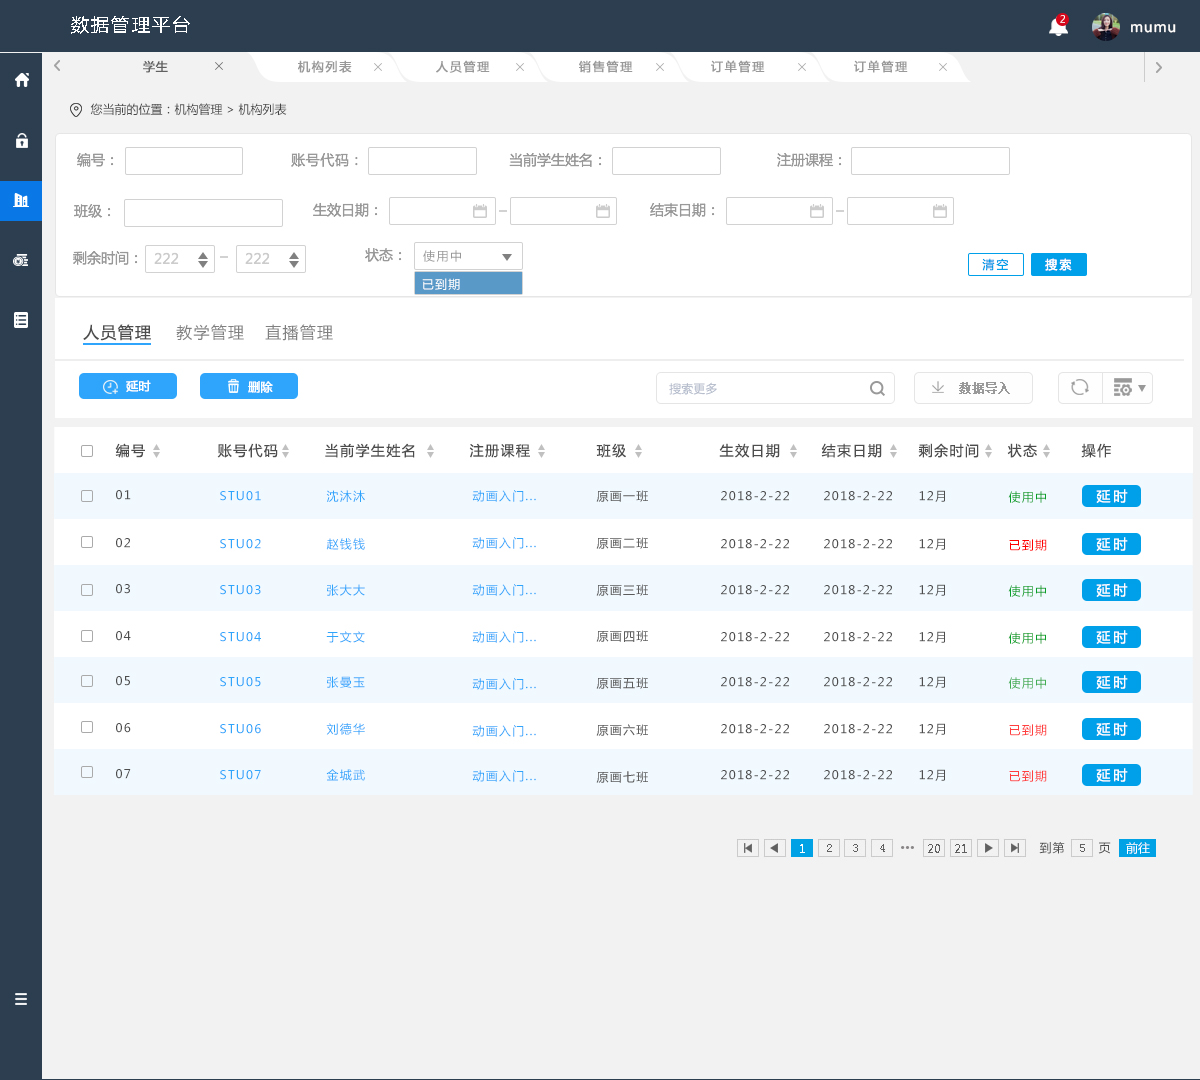 数据管理平台
2
mumu
学生 机构列表 人员管理 销售管理 订单管理 订单管理
您当前的位置：机构管理 > 机构列表
编号： 账号代码： 当前学生姓名： 注册课程：
班级： 生效日期： – 结束日期： –
剩余时间： 222 – 222 状态： 使用中
已到期
清空 搜索
人员管理 教学管理 直播管理
延时 删除 搜索更多 数据导入
编号 账号代码 当前学生姓名 注册课程 班级 生效日期 结束日期 剩余时间 状态 操作
01 STU01 沈沐沐 动画入门... 原画一班 2018-2-22 2018-2-22 12月 使用中 延时
02 STU02 赵钱钱 动画入门... 原画二班 2018-2-22 2018-2-22 12月 已到期 延时
03 STU03 张大大 动画入门... 原画三班 2018-2-22 2018-2-22 12月 使用中 延时
04 STU04 于文文 动画入门... 原画四班 2018-2-22 2018-2-22 12月 使用中 延时
05 STU05 张曼玉 动画入门... 原画五班 2018-2-22 2018-2-22 12月 使用中 延时
06 STU06 刘德华 动画入门... 原画六班 2018-2-22 2018-2-22 12月 已到期 延时
07 STU07 金城武 动画入门... 原画七班 2018-2-22 2018-2-22 12月 已到期 延时
1 2 3 4 ··· 20 21 到第 5 页 前往